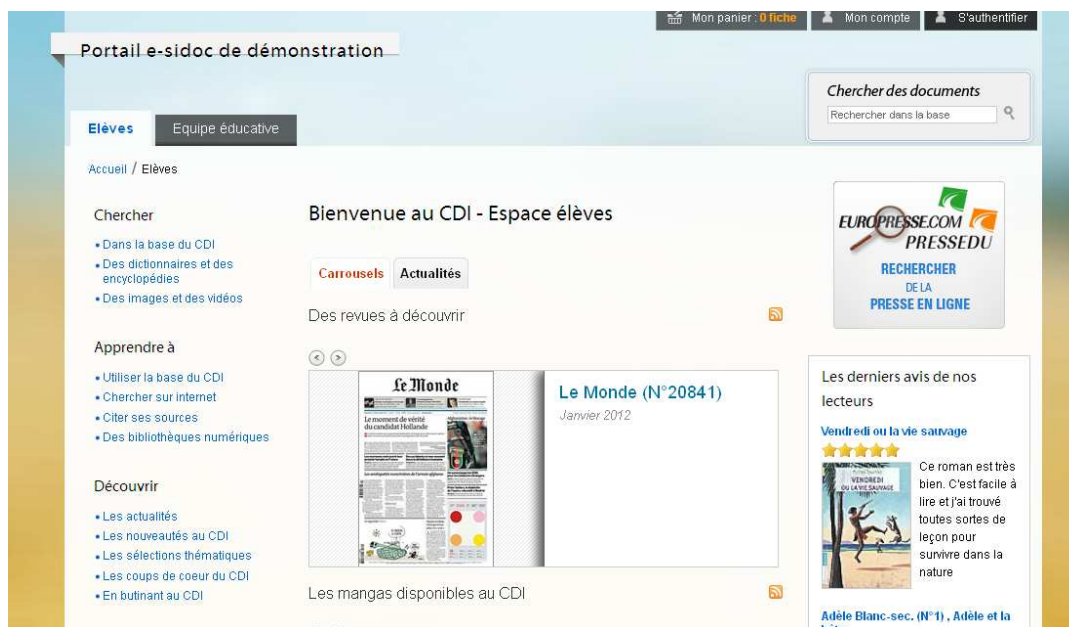 Mon panier : 0 fiche
Mon compte
S'authentifier
Portail e-sidoc de démonstration
Chercher des documents
Rechercher dans la base
Elèves
Equipe éducative
Accueil / Elèves
Chercher
• Dans la base du CDI
• Des dictionnaires et des
encyclopédies
• Des images et des vidéos
Apprendre à
• Utiliser la base du CDI
• Chercher sur internet
• Citer ses sources
• Des bibliothèques numériques
Découvrir
• Les actualités
• Les nouveautés au CDI
• Les sélections thématiques
• Les coups de coeur du CDI
• En butinant au CDI
Bienvenue au CDI - Espace élèves
Carrousels
Actualités
Des revues à découvrir
Le Monde
Le moment de vérité
du candidat Hollande
Le Monde (N°20841)
Janvier 2012
Les mangas disponibles au CDI
EUROPRESSE.COM
PRESSEDU
RECHERCHER
DE LA
PRESSE EN LIGNE
Les derniers avis de nos
lecteurs
Vendredi ou la vie sauvage
VENDREDI
OU LA VIE SAUVAGE
Ce roman est très
bien. C'est facile à
lire et j'ai trouvé
toutes sortes de
leçon pour
survivre dans la
nature
Adèle Blanc-sec. (N°1) , Adèle et la